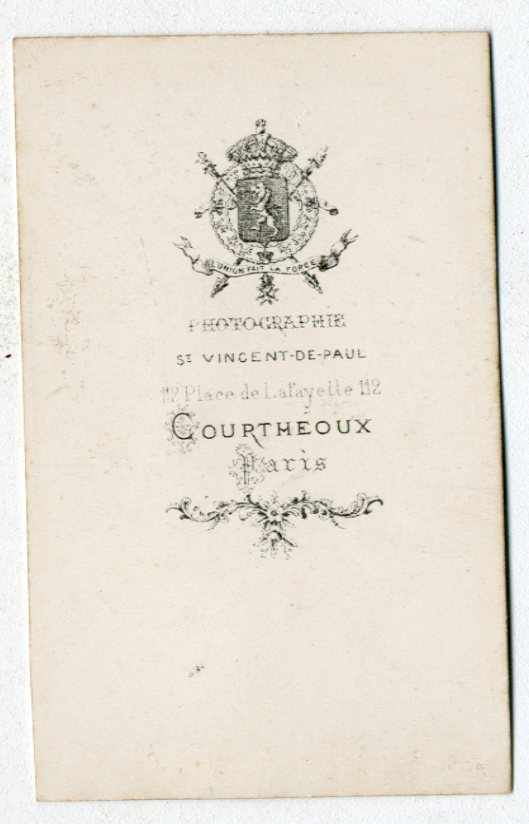 L'UNION FAIT LA FORCE
PHOTOGRAPHIE
ST VINCENT-DE-PAUL
112 Place de Lafayette 112
COURTHEOUX
Paris